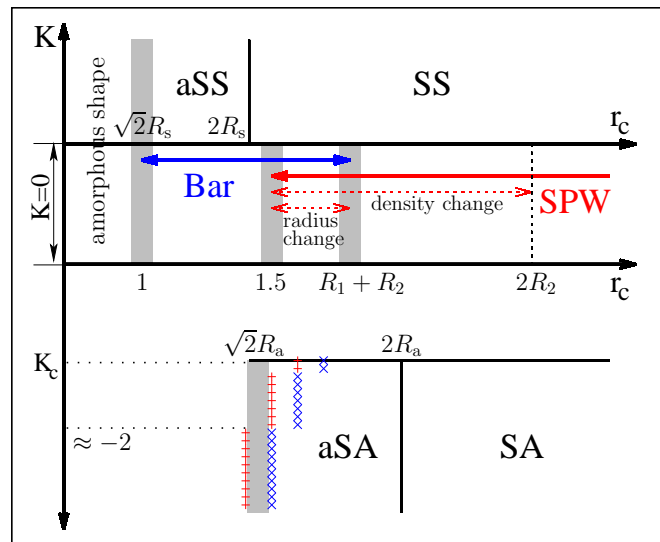 K
aSS
SS
amorphous shape
√2R_s
2R_s
r_c
K=0
Bar
SPW
density change
radius
change
1
1.5
R_1 + R_2
2R_2
r_c
K_c
√2R_a
2R_a
≈ −2
aSA
SA